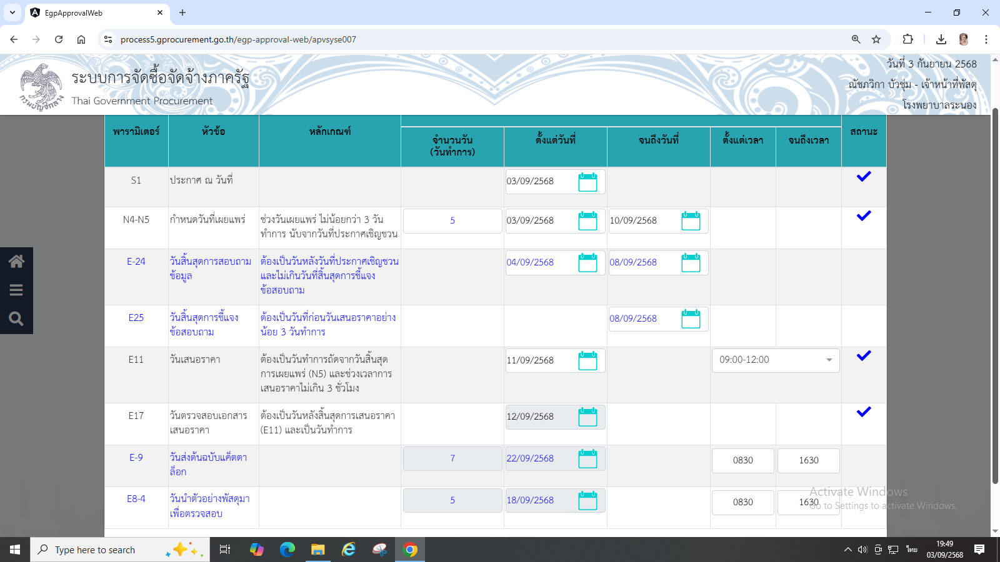 EgpApprovalWeb
process5.gprocurement.go.th/egp-approval-web/apvsyse007
วันที่ 3 กันยายน 2568
ระบบการจัดซื้อจัดจ้างภาครัฐ
ณัชภวิกา บัวชุม - เจ้าหน้าที่พัสดุ
Thai Government Procurement
โรงพยาบาลระนอง
กรมบัญชีกลาง
พารามิเตอร์ หัวข้อ หลักเกณฑ์ สถานะ
จำนวนวัน ตั้งแต่วันที่ จนถึงวันที่ ตั้งแต่เวลา จนถึงเวลา
(วันทำการ)
S1 ประกาศ ณ วันที่ 03/09/2568
N4-N5 กำหนดวันที่เผยแพร่ ช่วงวันเผยแพร่ ไม่น้อยกว่า 3 วัน 5 03/09/2568 10/09/2568
ทำการ นับจากวันที่ประกาศเชิญชวน
E-24 วันสิ้นสุดการสอบถาม ต้องเป็นวันหลังวันที่ประกาศเชิญชวน 04/09/2568 08/09/2568
ข้อมูล และไม่เกินวันที่สิ้นสุดการชี้แจง
ข้อสอบถาม
E25 วันสิ้นสุดการชี้แจง ต้องเป็นวันที่ก่อนวันเสนอราคาอย่าง 08/09/2568
ข้อสอบถาม น้อย 3 วันทำการ
E11 วันเสนอราคา ต้องเป็นวันทำการถัดจากวันสิ้นสุด 11/09/2568 09:00-12:00
การเผยแพร่ (N5) และช่วงเวลาการ
เสนอราคาไม่เกิน 3 ชั่วโมง
E17 วันตรวจสอบเอกสาร ต้องเป็นวันหลังสิ้นสุดการเสนอราคา 12/09/2568
เสนอราคา (E11) และเป็นวันทำการ
E-9 วันส่งต้นฉบับแค็ตตา 7 22/09/2568 0830 1630
ล็อก
E8-4 วันนำตัวอย่างพัสดุมา 5 18/09/2568 0830 1630
เพื่อตรวจสอบ
Activate Windows
Go to Settings to activate Windows.
Type here to search
ไทย
19:49
03/09/2568